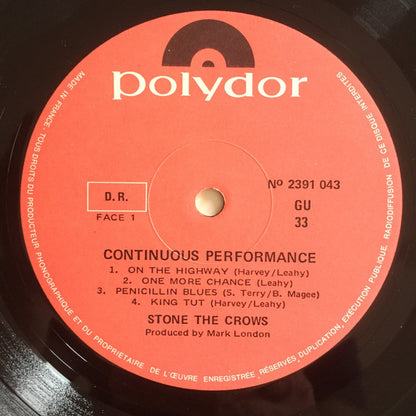 polydor
Nº 2391 043
D.R.
GU
FACE 1
33
CONTINUOUS PERFORMANCE
1. ON THE HIGHWAY (Harvey/Leahy)
2. ONE MORE CHANCE (Leahy)
3. PENICILLIN BLUES (S. Terry/B. Magee)
4. KING TUT (Harvey/Leahy)
STONE THE CROWS
Produced by Mark London
MADE IN FRANCE. TOUS DROITS DU PRODUCTEUR PHONOGRAPHIQUE ET DU PROPRIETAIRE DE L'ŒUVRE ENREGISTRÉE RÉSERVÉS, DUPLICATION, EXÉCUTION PUBLIQUE, RADIODIFFUSION DE CE DISQUE INTERDITES